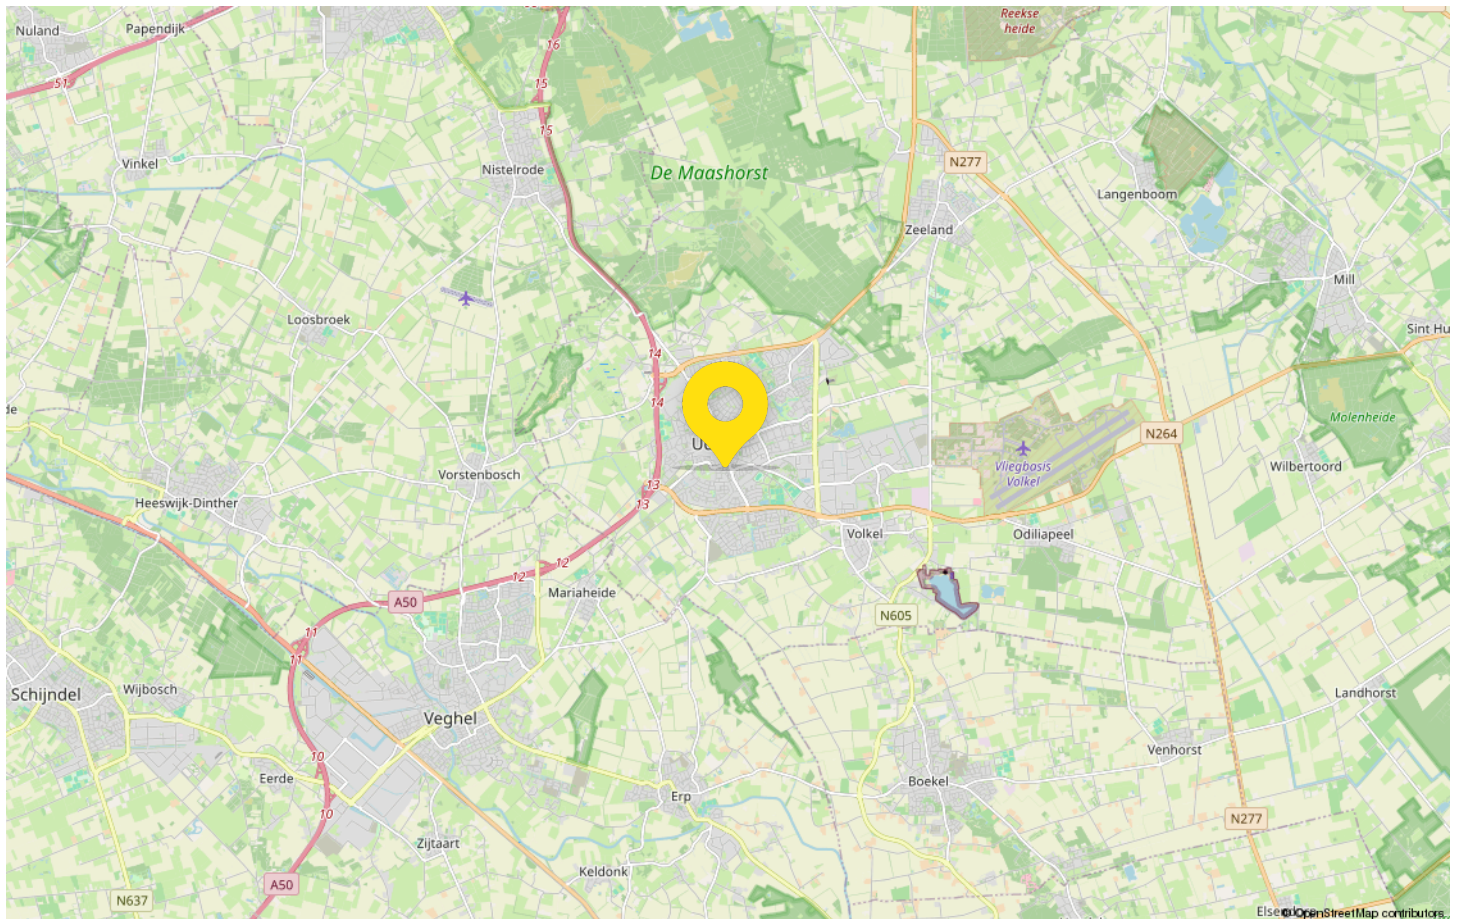 Nuland
Papendijk
16
Reekse
heide
51
15
15
Vinkel
Nistelrode
De Maashorst
N277
Langenboom
Zeeland
Mill
Loosbroek
Sint Hu
14
14
de
Molenheide
N264
Vorstenbosch
Vliegbasis
Volkel
Wilbertoord
13
13
Heeswijk-Dinther
Volkel
Odiliapeel
12
12
Mariaheide
A50
N605
11
11
Schijndel
Wijbosch
Landhorst
Veghel
Venhorst
10
Eerde
Boekel
Erp
10
N277
Zijtaart
Keldonk
A50
N637
© OpenStreetMap contributors